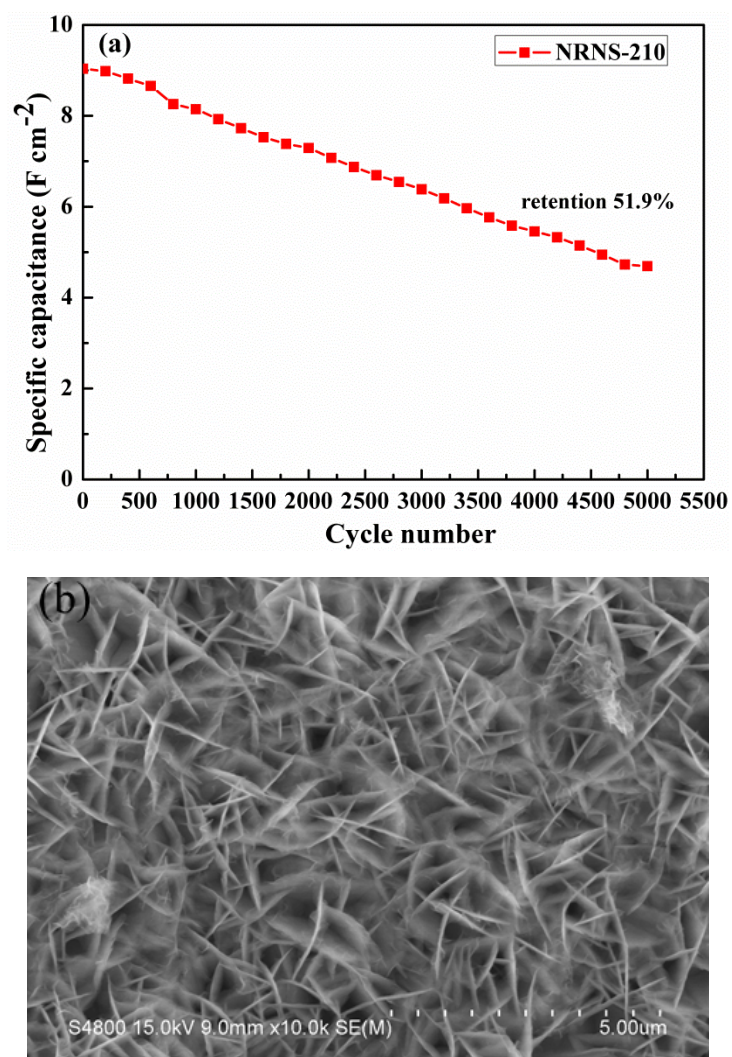 (a)
NRNS-210
10
8
6
4
2
0
Specific capacitance (F cm⁻²)
retention 51.9%
0 500 1000 1500 2000 2500 3000 3500 4000 4500 5000 5500
Cycle number
(b)
S4800 15.0kV 9.0mm x10.0k SE(M) 5.00um